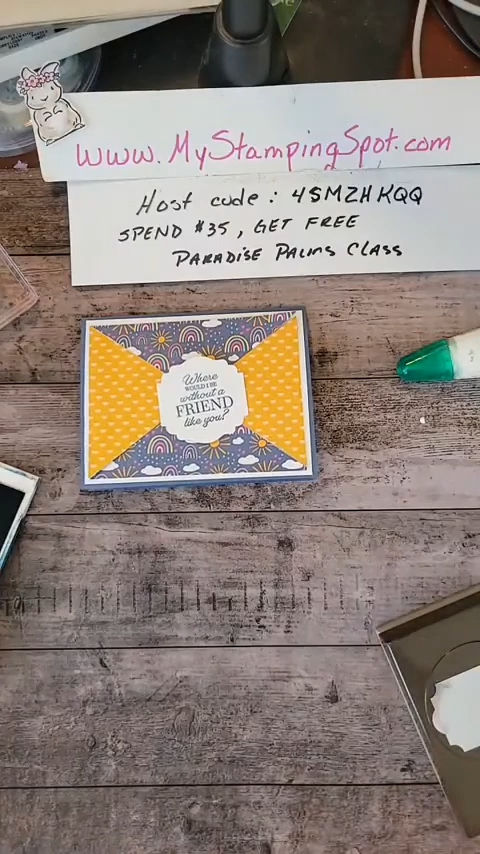 www.MyStampingSpot.com
Host code : 4SMZHKQQ
SPEND $35, GET FREE
PARADISE PALMS CLASS
Where
WOULD I BE
without a
FRIEND
like you?